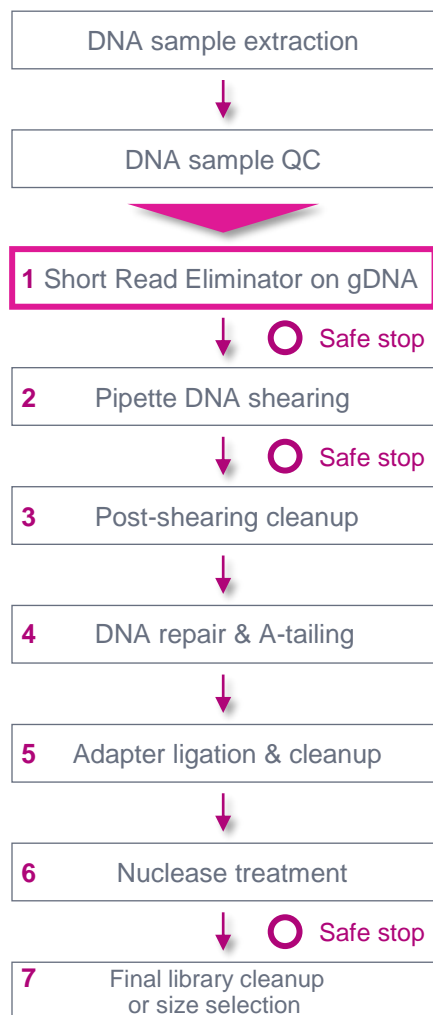 DNA sample extraction
DNA sample QC
1 Short Read Eliminator on gDNA
Safe stop
2 Pipette DNA shearing
Safe stop
3 Post-shearing cleanup
4 DNA repair & A-tailing
5 Adapter ligation & cleanup
6 Nuclease treatment
Safe stop
7 Final library cleanup
or size selection